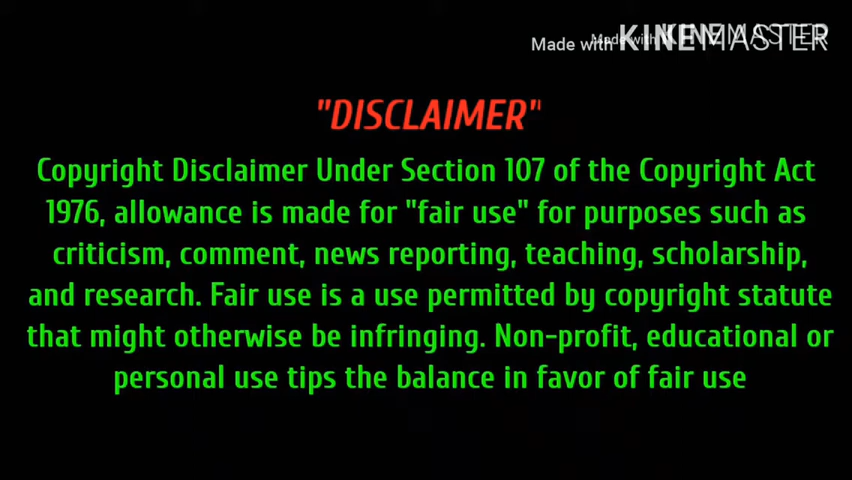 Made with KINEMASTER
Made with KINEMASTER
"DISCLAIMER"
Copyright Disclaimer Under Section 107 of the Copyright Act
1976, allowance is made for "fair use" for purposes such as
criticism, comment, news reporting, teaching, scholarship,
and research. Fair use is a use permitted by copyright statute
that might otherwise be infringing. Non-profit, educational or
personal use tips the balance in favor of fair use